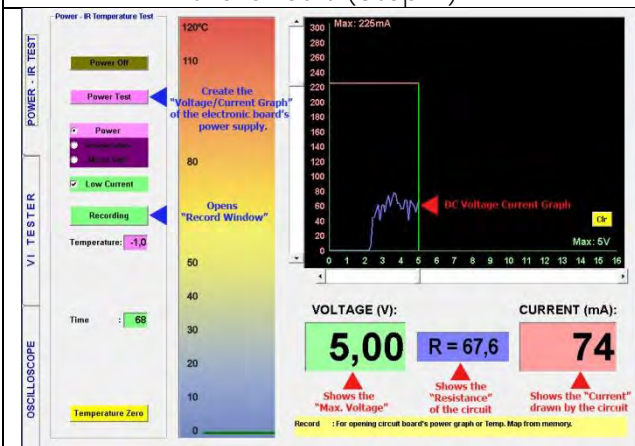 Power - IR Temperature Test
POWER - IR TEST
VI TESTER
OSCILLOSCOPE
Power Off
Power Test
Power
Low Current
Recording
Temperature: -1,0
Time : 68
Temperature Zero
120°C
110
80
50
40
30
20
10
0
Create the
"Voltage/Current Graph"
of the electronic board's
power supply.
Opens
"Record Window"
Max: 225mA
300
280
260
240
220
200
180
160
140
120
100
80
60
40
20
0
DC Voltage Current Graph
Clr
Max: 5V
0 1 2 3 4 5 6 7 8 9 10 11 12 13 14 15 16
VOLTAGE (V):
5,00
Shows the
"Max. Voltage"
R = 67,6
Shows the
"Resistance"
of the circuit
CURRENT (mA):
74
Shows the "Current"
drawn by the circuit
Record : For opening circuit board's power graph or Temp. Map from memory.